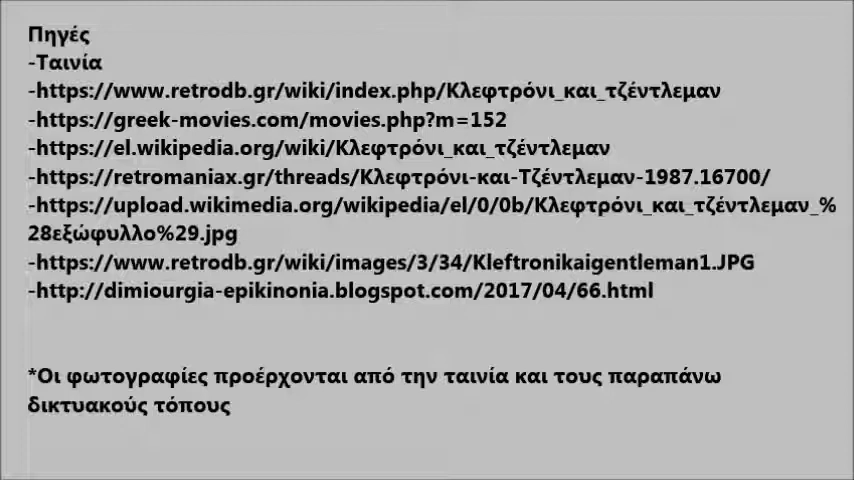 Πηγές
-Ταινία
-https://www.retrodb.gr/wiki/index.php/Κλεφτρόνι_και_τζέντλεμαν
-https://greek-movies.com/movies.php?m=152
-https://el.wikipedia.org/wiki/Κλεφτρόνι_και_τζέντλεμαν
-https://retromaniax.gr/threads/Κλεφτρόνι-και-Τζέντλεμαν-1987.16700/
-https://upload.wikimedia.org/wikipedia/el/0/0b/Κλεφτρόνι_και_τζέντλεμαν_%
28εξώφυλλο%29.jpg
-https://www.retrodb.gr/wiki/images/3/34/Kleftronikaigentleman1.JPG
-http://dimiourgia-epikinonia.blogspot.com/2017/04/66.html
*Οι φωτογραφίες προέρχονται από την ταινία και τους παραπάνω
δικτυακούς τόπους